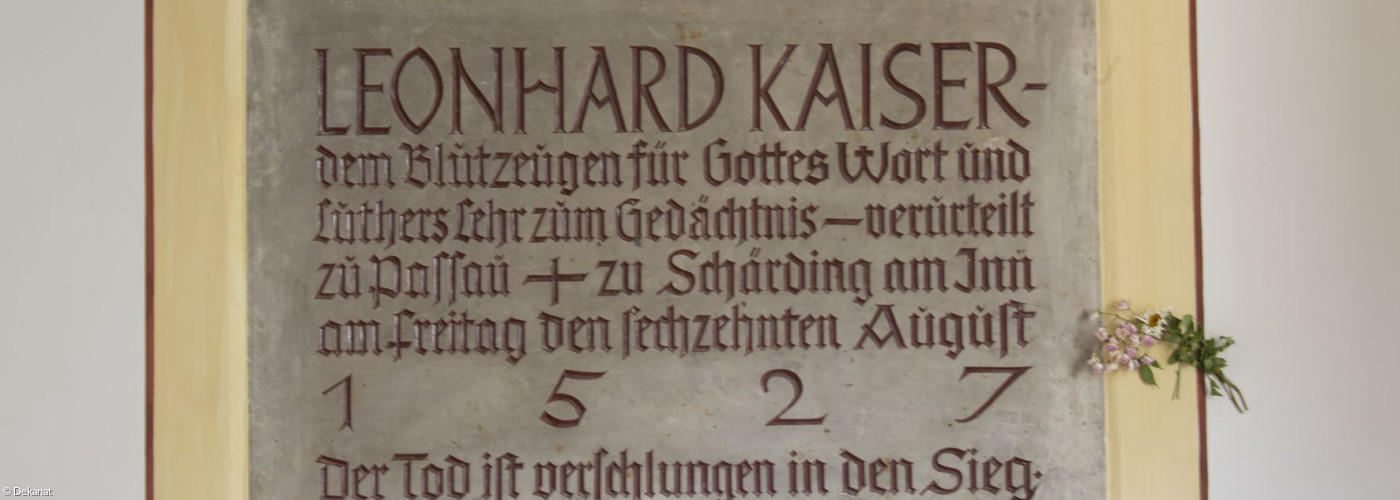 LEONHARD KAISER-
dem Blutzeugen für Gottes Wort und
Luthers Lehr zum Gedächtnis – verurteilt
zu Passau + zu Schärding am Inn
am Freitag den sechzehnten August
1 5 2 7
Der Tod ist verschlungen in den Sieg:
© Dekanat